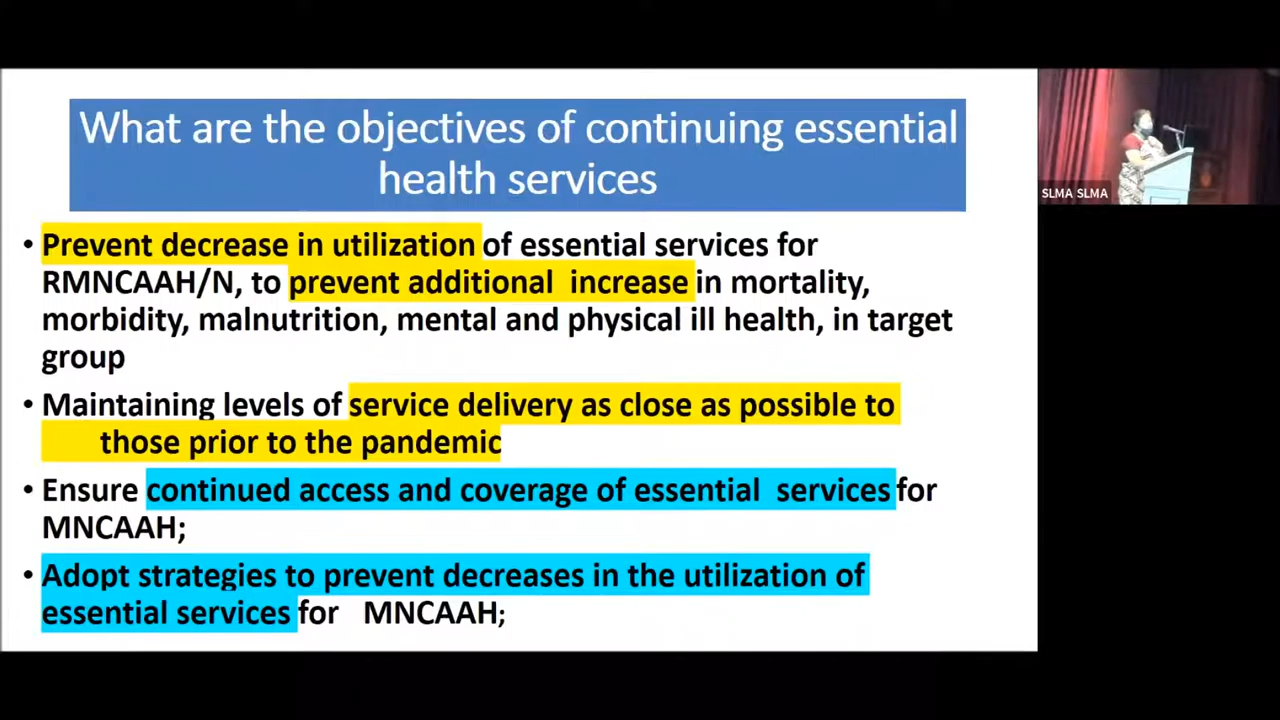 What are the objectives of continuing essential
health services
• Prevent decrease in utilization of essential services for
RMNCAAH/N, to prevent additional increase in mortality,
morbidity, malnutrition, mental and physical ill health, in target
group
• Maintaining levels of service delivery as close as possible to
those prior to the pandemic
• Ensure continued access and coverage of essential services for
MNCAAH;
• Adopt strategies to prevent decreases in the utilization of
essential services for MNCAAH;
SLMA SLMA